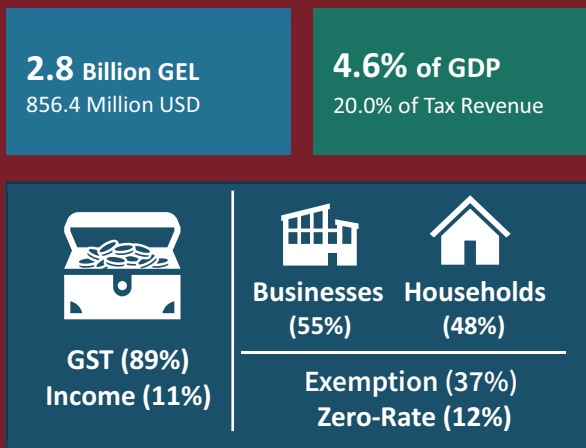 2.8 Billion GEL
856.4 Million USD
4.6% of GDP
20.0% of Tax Revenue
GST (89%)
Income (11%)
Businesses
(55%)
Households
(48%)
Exemption (37%)
Zero-Rate (12%)